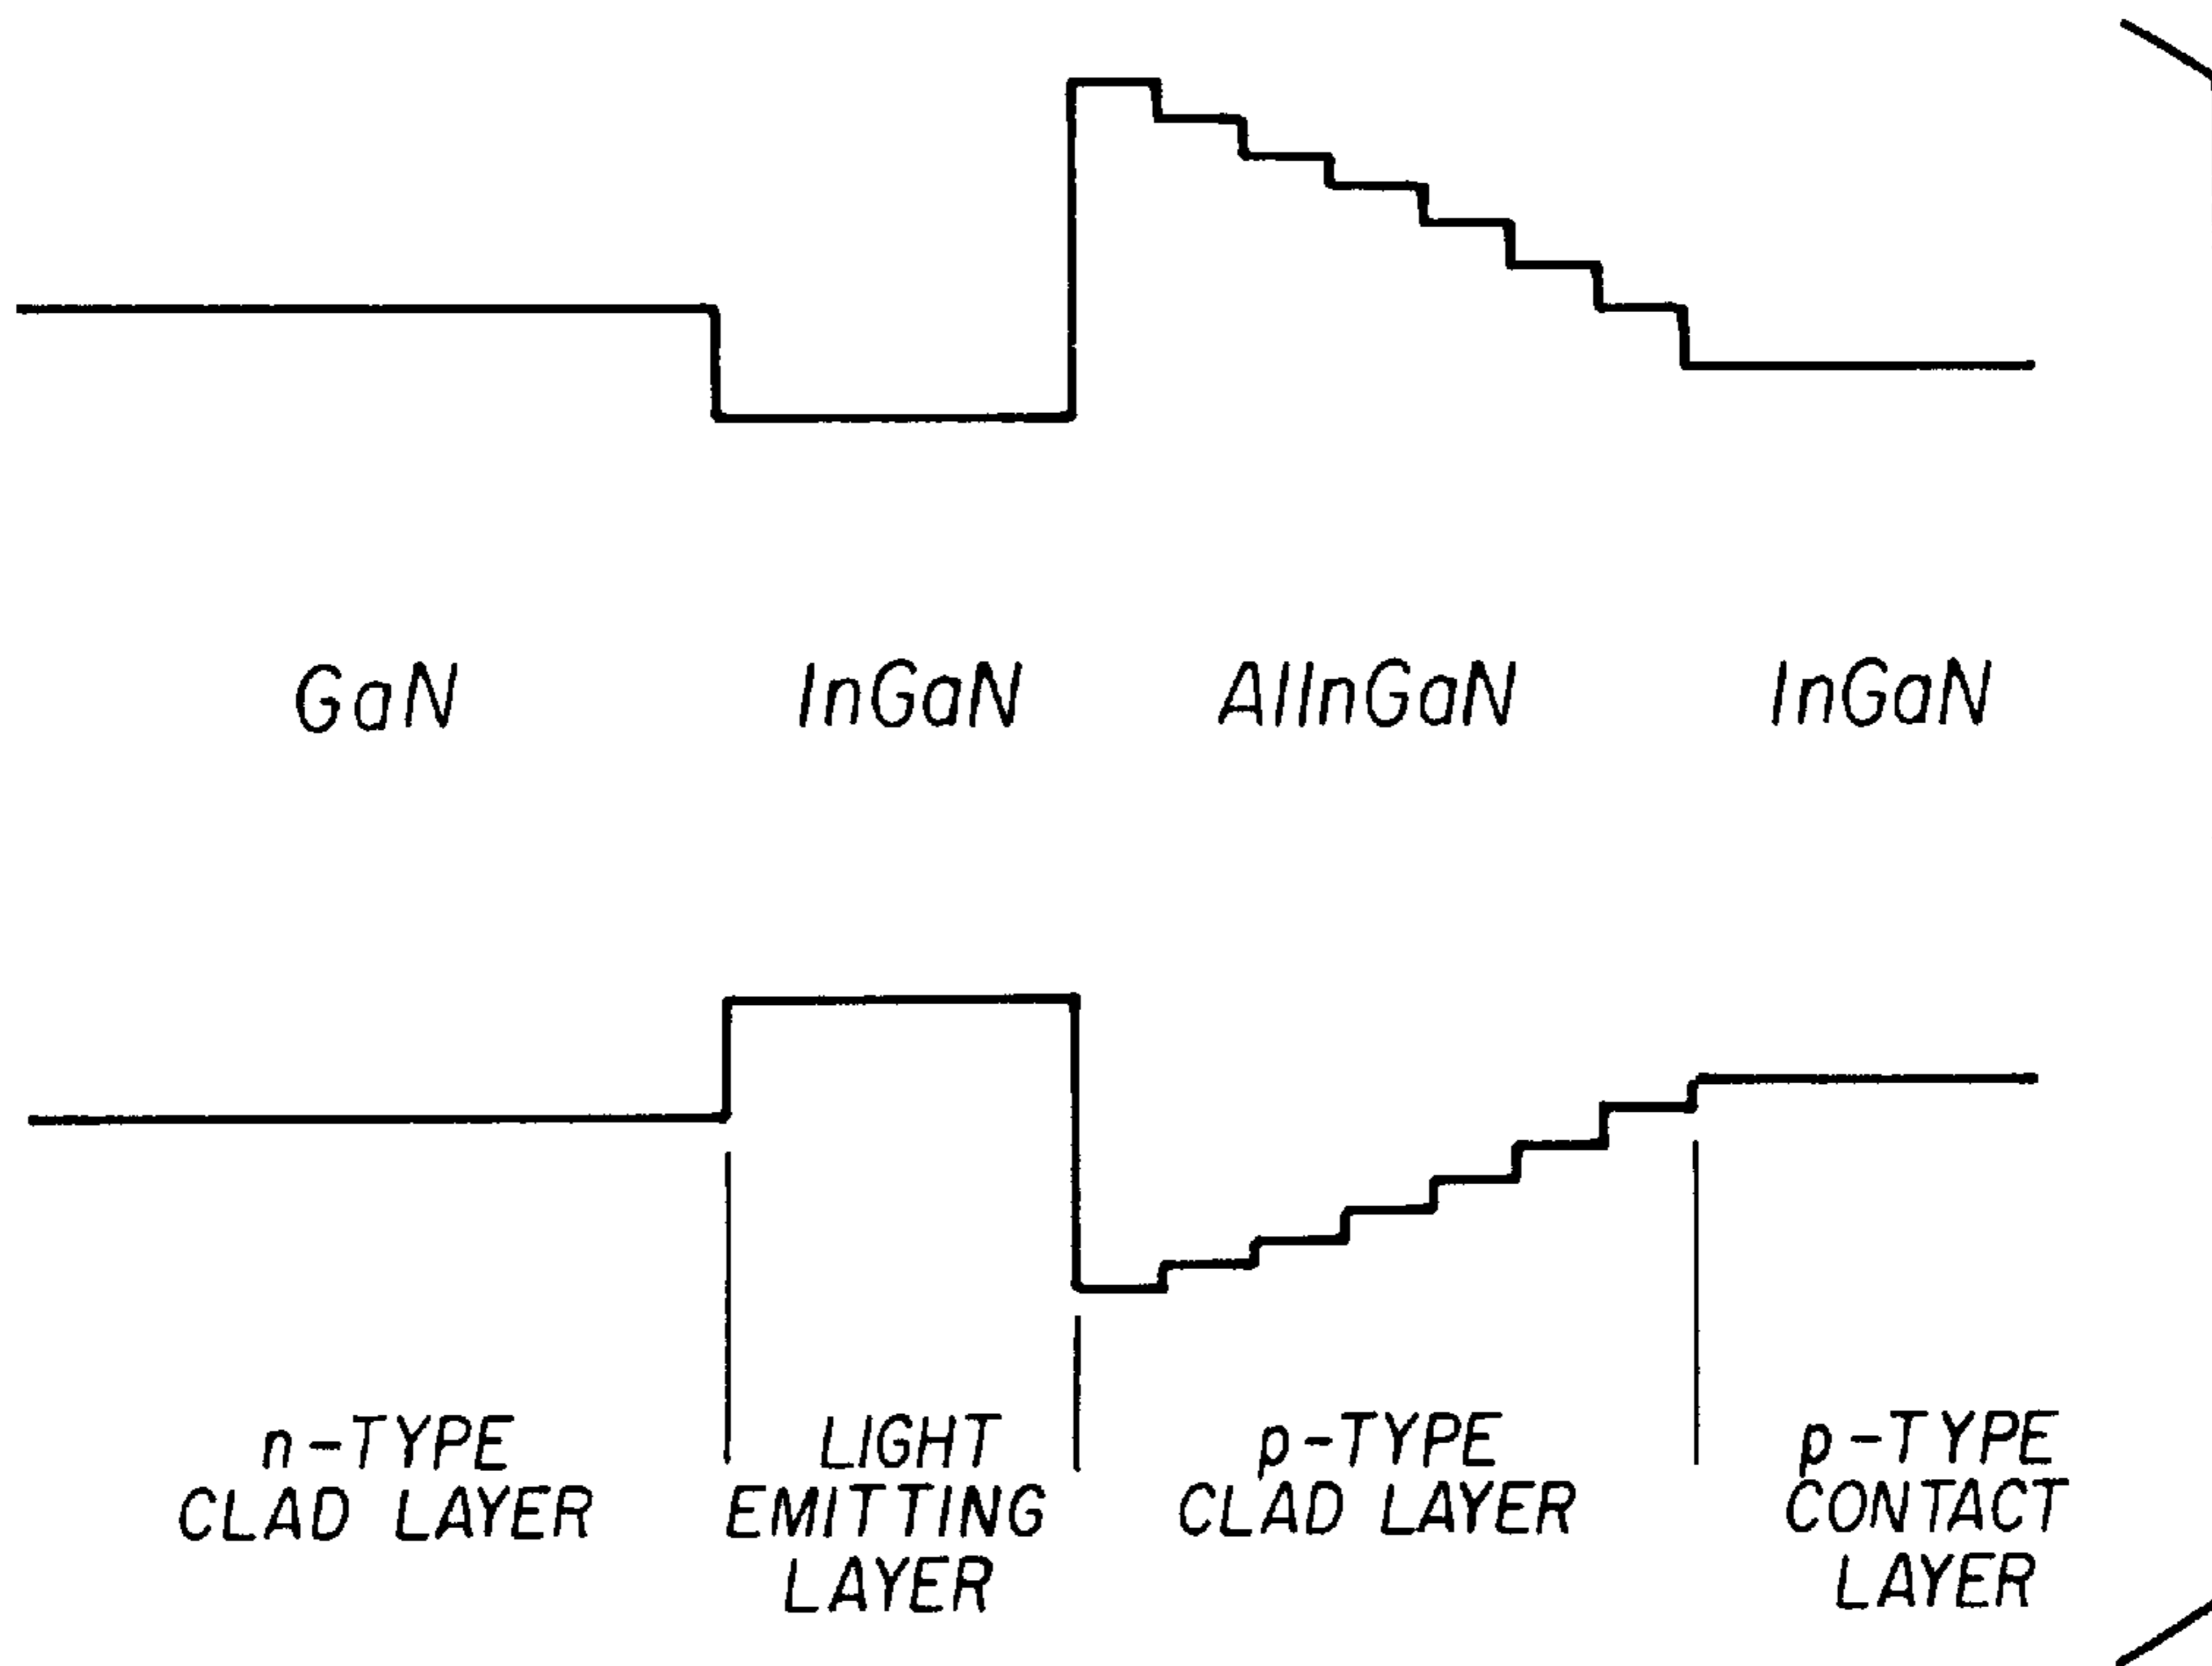 GaN InGaN AlInGaN InGaN
n-TYPE CLAD LAYER
LIGHT EMITTING LAYER
p-TYPE CLAD LAYER
p-TYPE CONTACT LAYER